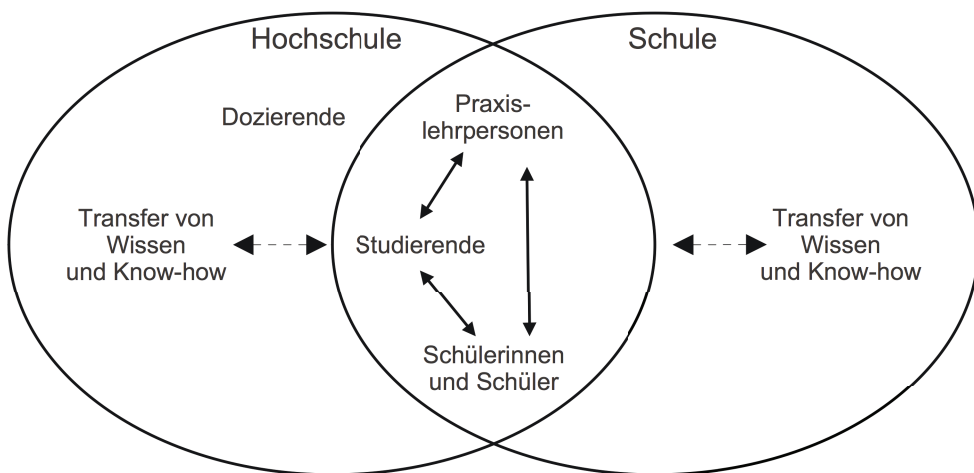 Hochschule
Schule
Dozierende
Praxis-
lehrpersonen
Transfer von
Wissen
und Know-how
Studierende
Transfer von
Wissen
und Know-how
Schülerinnen
und Schüler